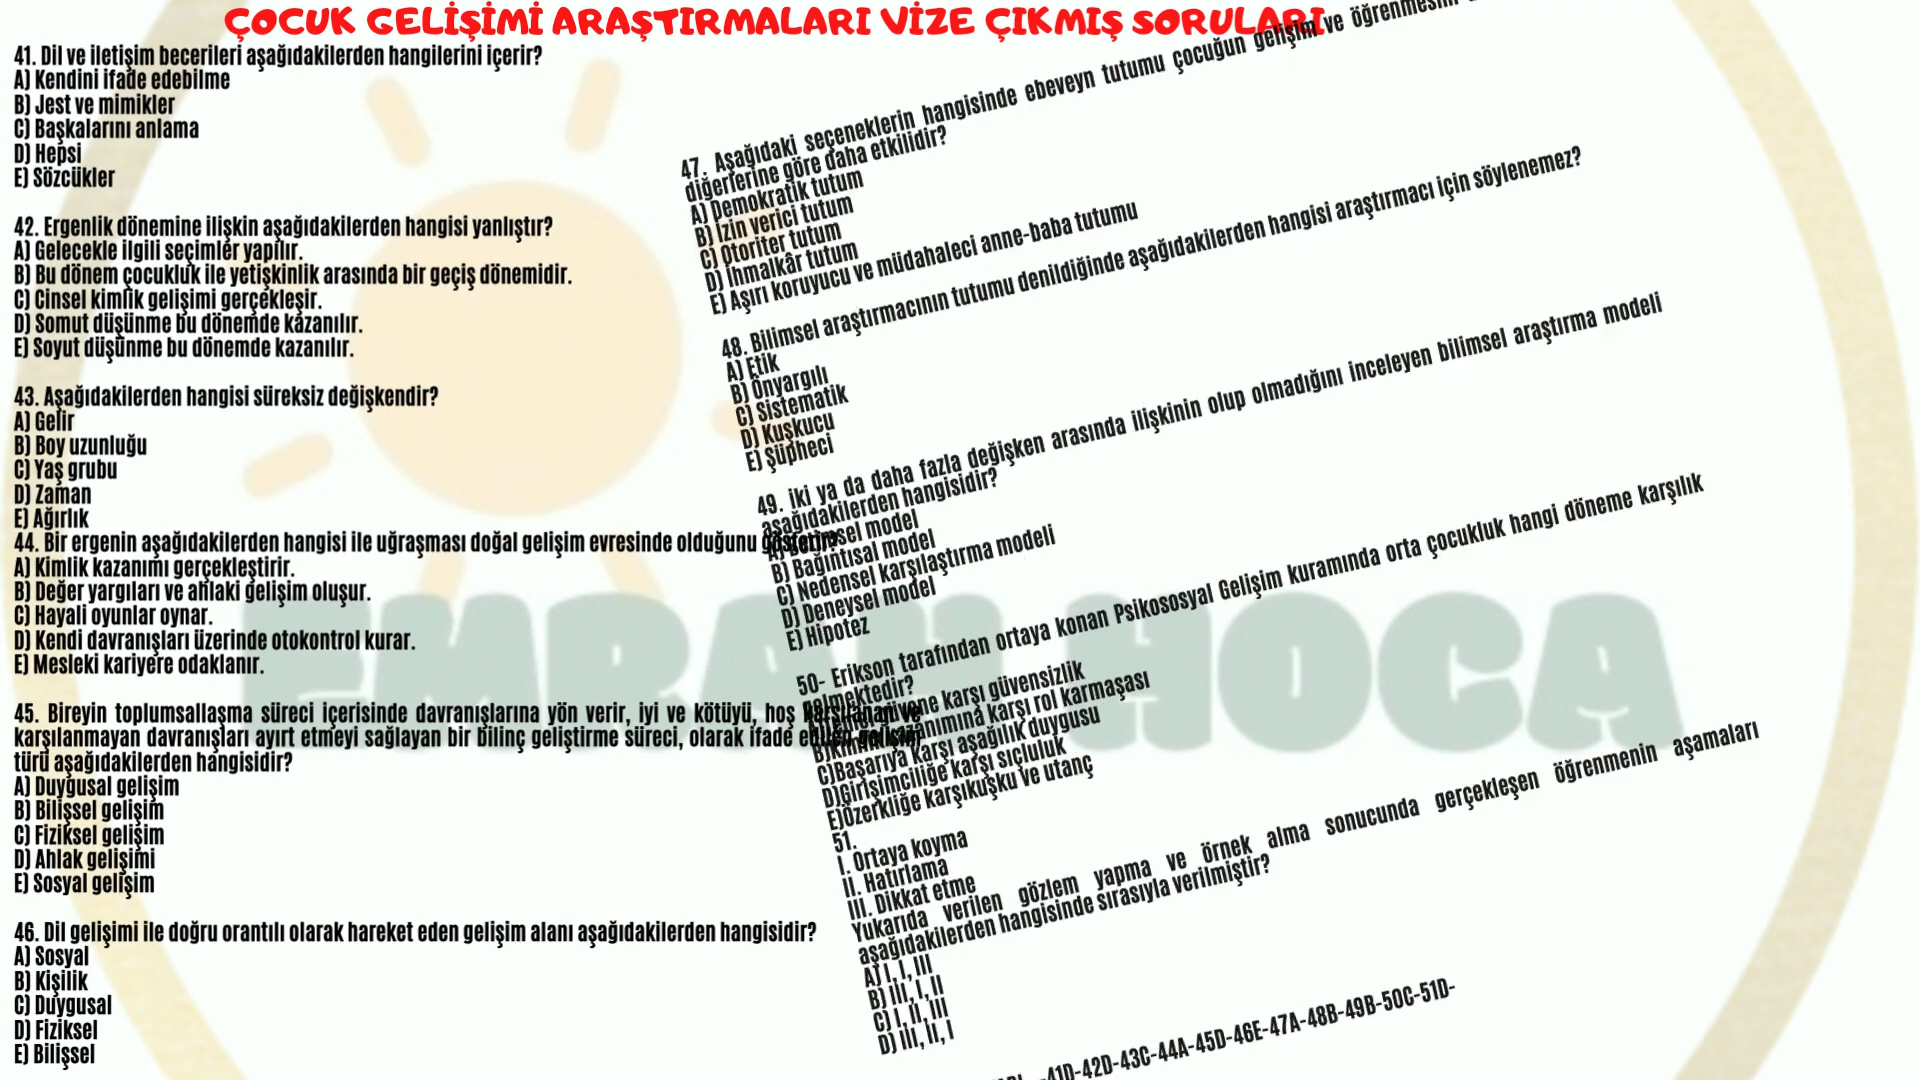 ÇOCUK GELİŞİMİ ARAŞTIRMALARI VİZE ÇIKMIŞ SORULARI
41. Dil ve iletişim becerileri aşağıdakilerden hangilerini içerir?
A) Kendini ifade edebilme
B) Jest ve mimikler
C) Başkalarını anlama
D) Hepsi
E) Sözcükler
42. Ergenlik dönemine ilişkin aşağıdakilerden hangisi yanlıştır?
A) Gelecekle ilgili seçimler yapılır.
B) Bu dönem çocukluk ile yetişkinlik arasında bir geçiş dönemidir.
C) Cinsel kimlik gelişimi gerçekleşir.
D) Somut düşünme bu dönemde kazanılır.
E) Soyut düşünme bu dönemde kazanılır.
43. Aşağıdakilerden hangisi süreksiz değişkendir?
A) Gelir
B) Boy uzunluğu
C) Yaş grubu
D) Zaman
E) Ağırlık
44. Bir ergenin aşağıdakilerden hangisi ile uğraşması doğal gelişim evresinde olduğunu gösterir?
A) Kimlik kazanımı gerçekleştirir.
B) Değer yargıları ve ahlaki gelişim oluşur.
C) Hayali oyunlar oynar.
D) Kendi davranışları üzerinde otokontrol kurar.
E) Mesleki kariyere odaklanır.
45. Bireyin toplumsallaşma süreci içerisinde davranışlarına yön verir, iyi ve kötüyü, hoş karşılanan ve
karşılanmayan davranışları ayırt etmeyi sağlayan bir bilinç geliştirme süreci, olarak ifade edilen gelişim
türü aşağıdakilerden hangisidir?
A) Duygusal gelişim
B) Bilişsel gelişim
C) Fiziksel gelişim
D) Ahlak gelişimi
E) Sosyal gelişim
46. Dil gelişimi ile doğru orantılı olarak hareket eden gelişim alanı aşağıdakilerden hangisidir?
A) Sosyal
B) Kişilik
C) Duygusal
D) Fiziksel
E) Bilişsel
47. Aşağıdaki seçeneklerin hangisinde ebeveyn tutumu çocuğun gelişim ve öğrenmesini
diğerlerine göre daha etkilidir?
A) Demokratik tutum
B) İzin verici tutum
C) Otoriter tutum
D) İhmalkâr tutum
E) Aşırı koruyucu ve müdahaleci anne-baba tutumu
48. Bilimsel araştırmacının tutumu denildiğinde aşağıdakilerden hangisi araştırmacı için söylenemez?
A) Etik
B) Önyargılı
C) Sistematik
D) Kuşkucu
E) Şüpheci
49. İki ya da daha fazla değişken arasında ilişkinin olup olmadığını inceleyen bilimsel araştırma modeli
aşağıdakilerden hangisidir?
A) Betimsel model
B) Bağıntısal model
C) Nedensel karşılaştırma modeli
D) Deneysel model
E) Hipotez
50- Erikson tarafından ortaya konan Psikososyal Gelişim kuramında orta çocukluk hangi döneme karşılık
gelmektedir?
A)Temel güvene karşı güvensizlik
B)Kimlik kazanımına karşı rol karmaşası
C)Başarıya karşı aşağılık duygusu
D)Girişimciliğe karşı suçluluk
E)Özerkliğe karşıkuşku ve utanç
51.
I. Ortaya koyma
II. Hatırlama
III. Dikkat etme
Yukarıda verilen gözlem yapma ve örnek alma sonucunda gerçekleşen öğrenmenin aşamaları
aşağıdakilerden hangisinde sırasıyla verilmiştir?
A) I, I, III
B) III, I, II
C) I, II, III
D) III, II, I
41D-42D-43C-44A-45D-46E-47A-48B-49B-50C-51D-
EMRAH HOCA